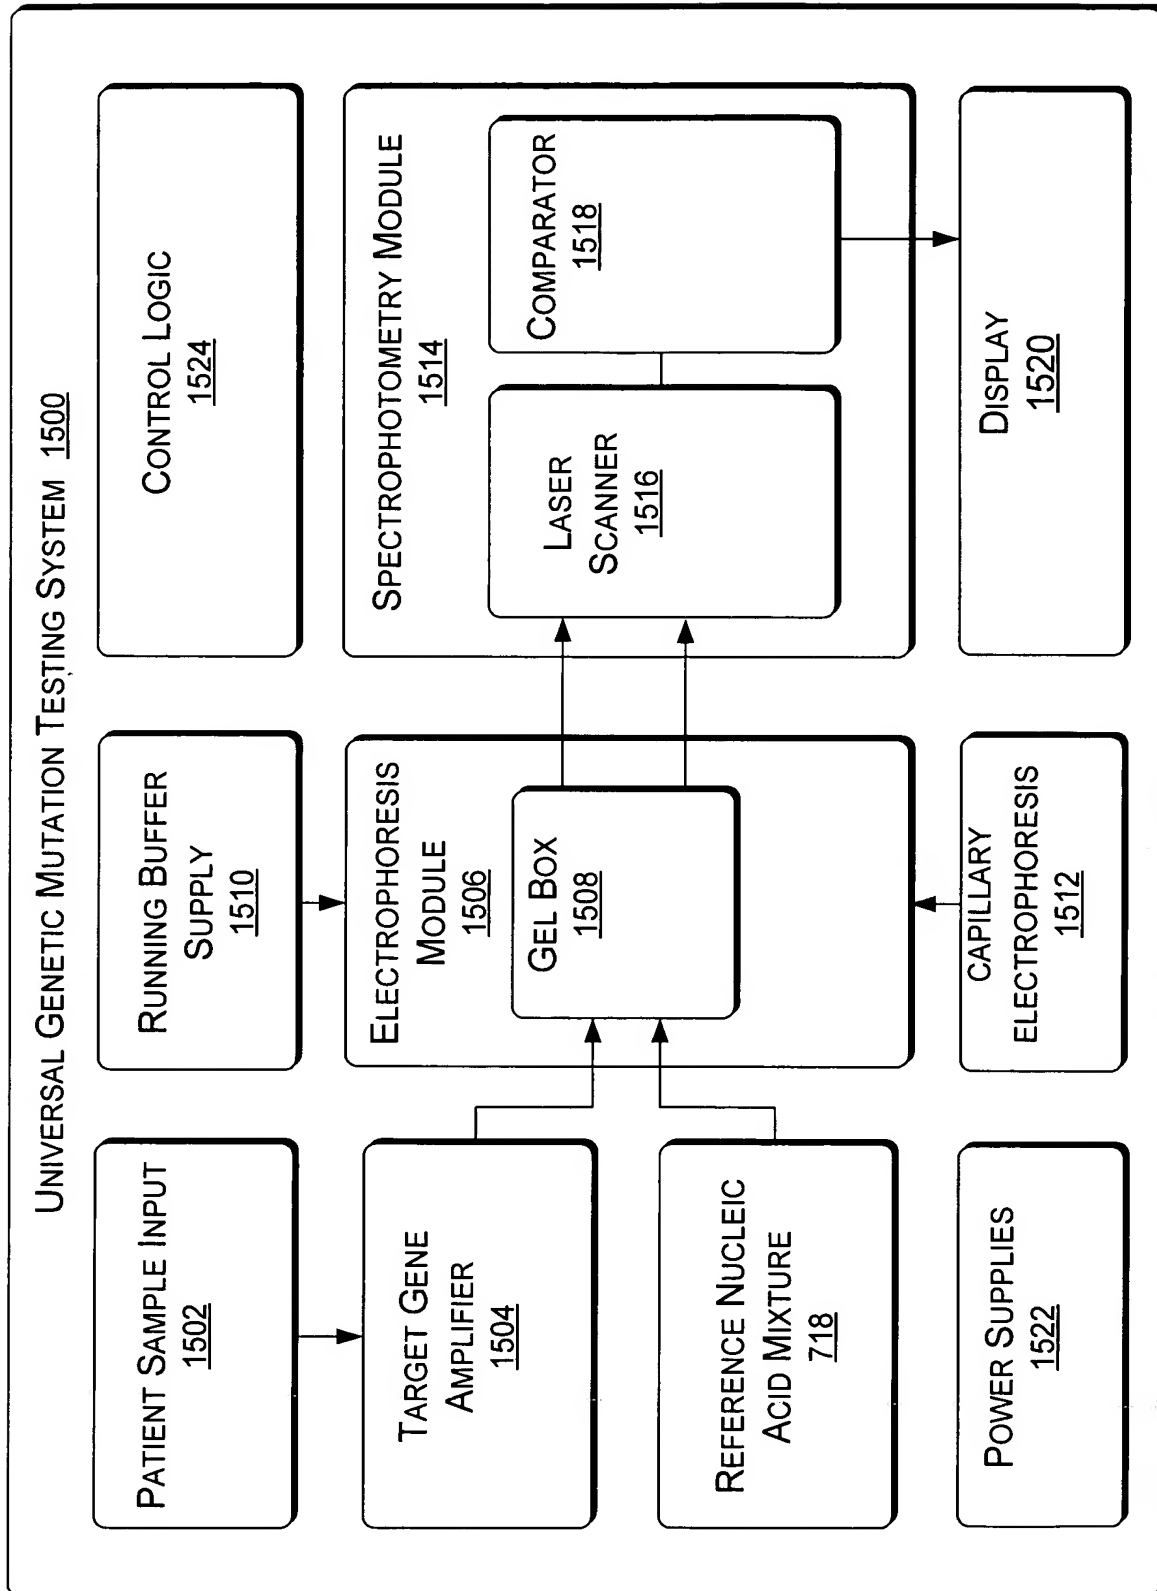 UNIVERSAL GENETIC MUTATION TESTING SYSTEM 1500
PATIENT SAMPLE INPUT
1502
TARGET GENE
AMPLIFIER
1504
REFERENCE NUCLEIC
ACID MIXTURE
718
POWER SUPPLIES
1522
RUNNING BUFFER
SUPPLY
1510
ELECTROPHORESIS
MODULE
1506
GEL BOX
1508
CAPILLARY
ELECTROPHORESIS
1512
CONTROL LOGIC
1524
SPECTROPHOTOMETRY MODULE
1514
LASER
SCANNER
1516
COMPARATOR
1518
DISPLAY
1520